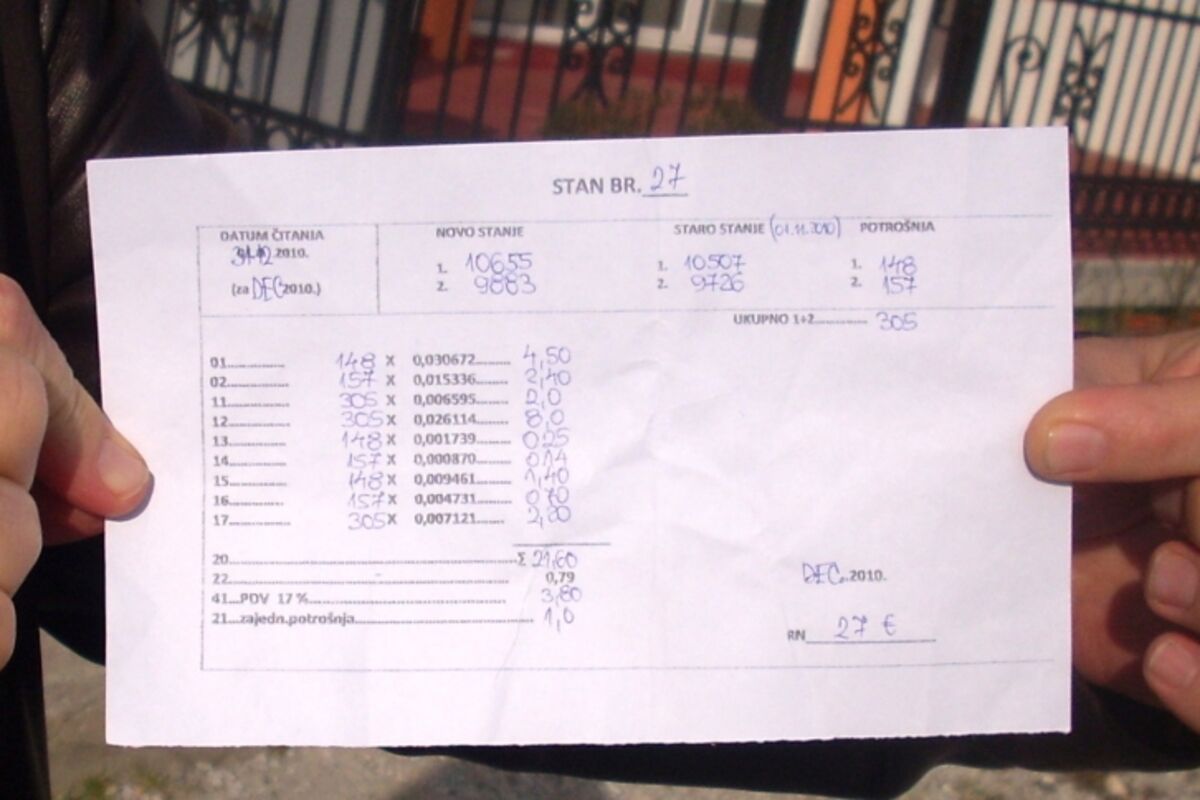 STAN BR. 27
DATUM ČITANIA NOVO STANJE STARO STANJE (01.11.2010) POTROŠNJA
31.12 2010. 1. 10655 1. 10507 1. 148
(za DEC 2010.) 2. 9883 2. 9726 2. 157
UKUPNO 1+2............... 305
01.............. 148 X 0,030672......... 4,50
02.............. 157 X 0,015336........ 2,40
11.............. 305 X 0,006595........ 2,0
12.............. 305 X 0,026114........ 8,0
13.............. 148 X 0,001739........ 0,25
14.............. 157 X 0,000870........ 0,14
15.............. 148 X 0,009461........ 1,40
16.............. 157 X 0,004731........ 0,70
17.............. 305 X 0,007121....... 2,20
20.................................................. Σ 21,60
22.................................................. 0,79
41...PDV 17 %................................... 3,80
21...zajedn.potrošnja............................... 1,0
DEC. 2010.
RN 27 €